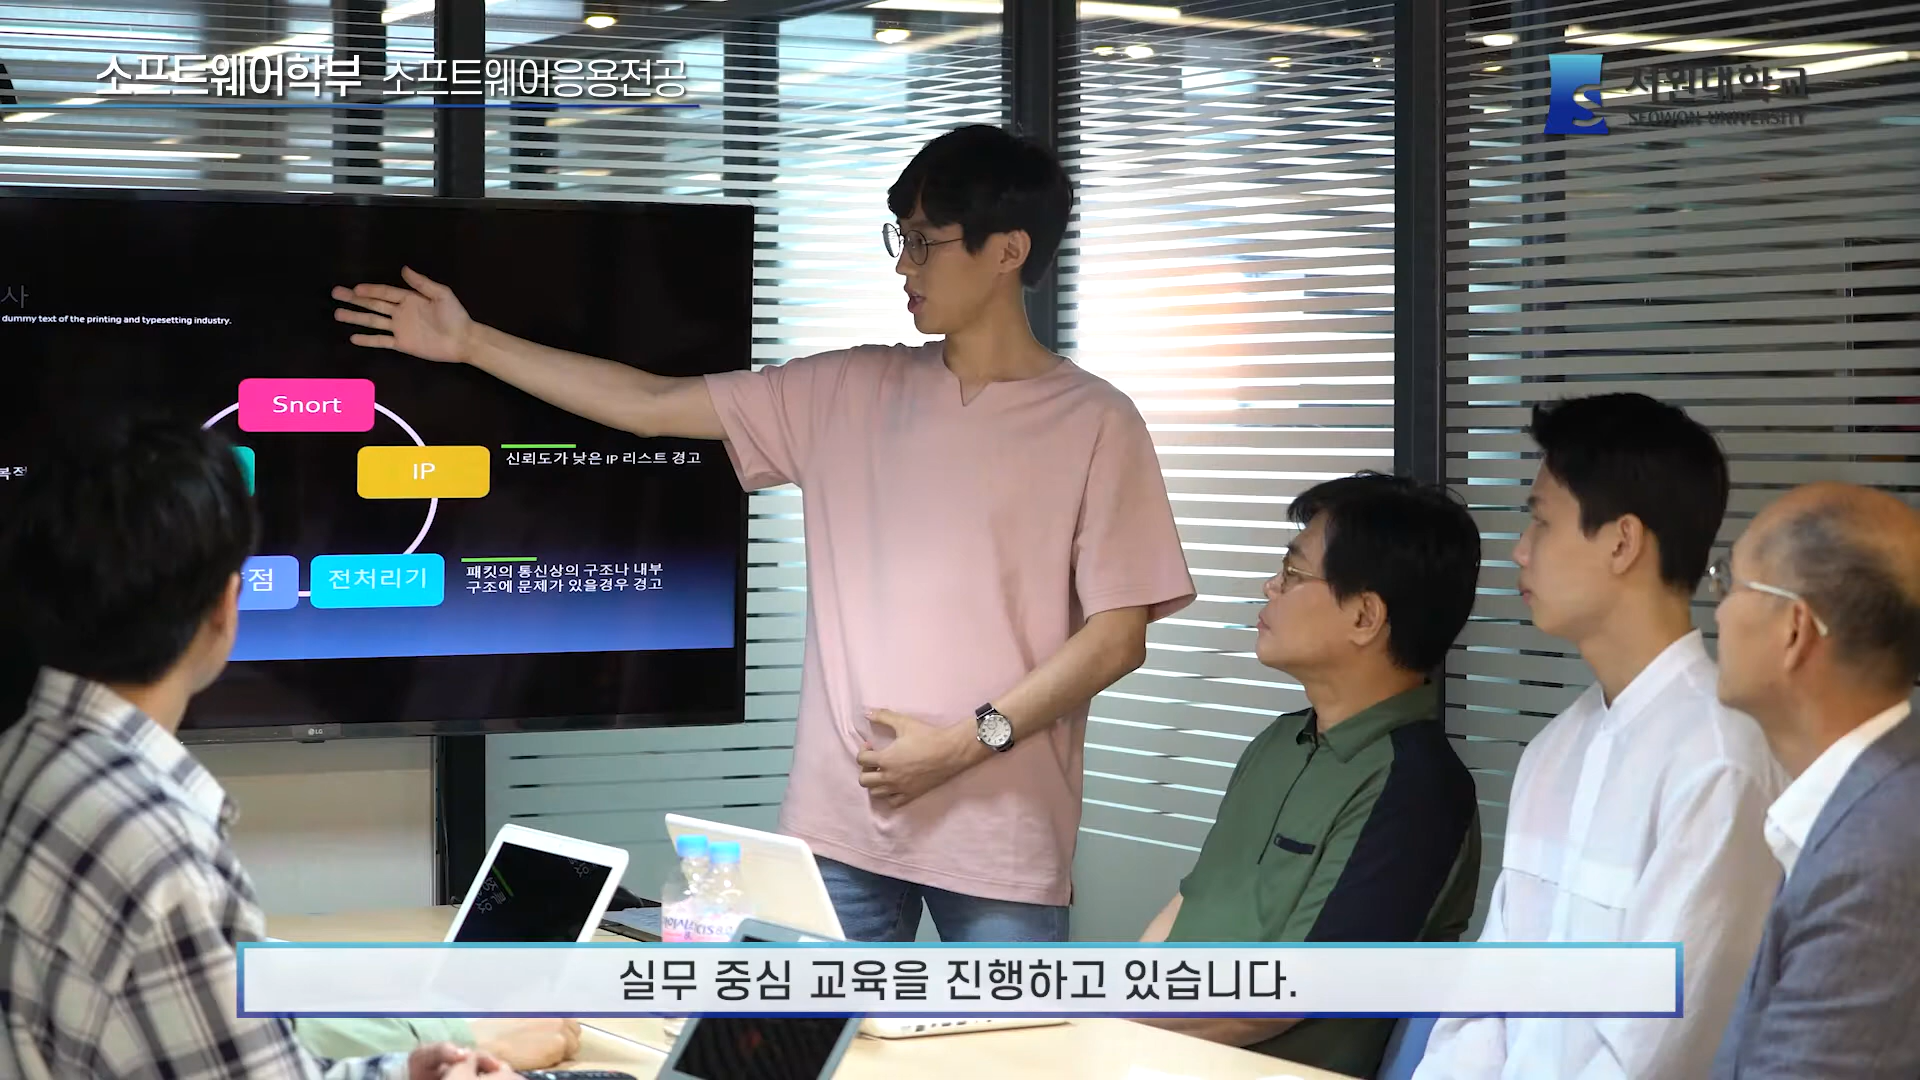 소프트웨어학부 소프트웨어응용전공
서원대학교
SEOWON UNIVERSITY
사
dummy text of the printing and typesetting industry.
Snort
IP
신뢰도가 낮은 IP 리스트 경고
복적
점
전처리기
패킷의 통신상의 구조나 내부
구조에 문제가 있을경우 경고
LG
실무 중심 교육을 진행하고 있습니다.